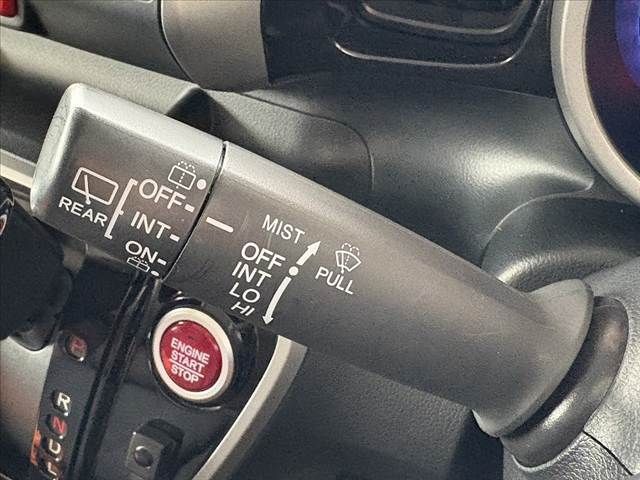 REAR
OFF
INT
ON
MIST
OFF
INT
LO
HI
PULL
ENGINE
START
STOP
P
R
N
D
L